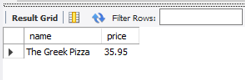 Result Grid Filter Rows:
name price
The Greek Pizza 35.95